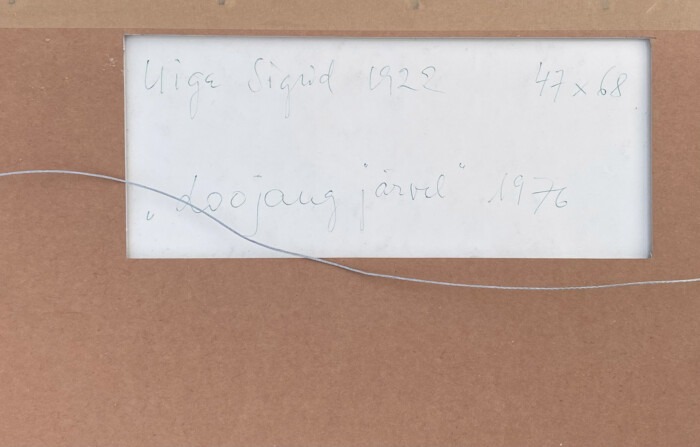 Uiga Sigrid 1922 47 x 68
„Loojang järvel" 1976